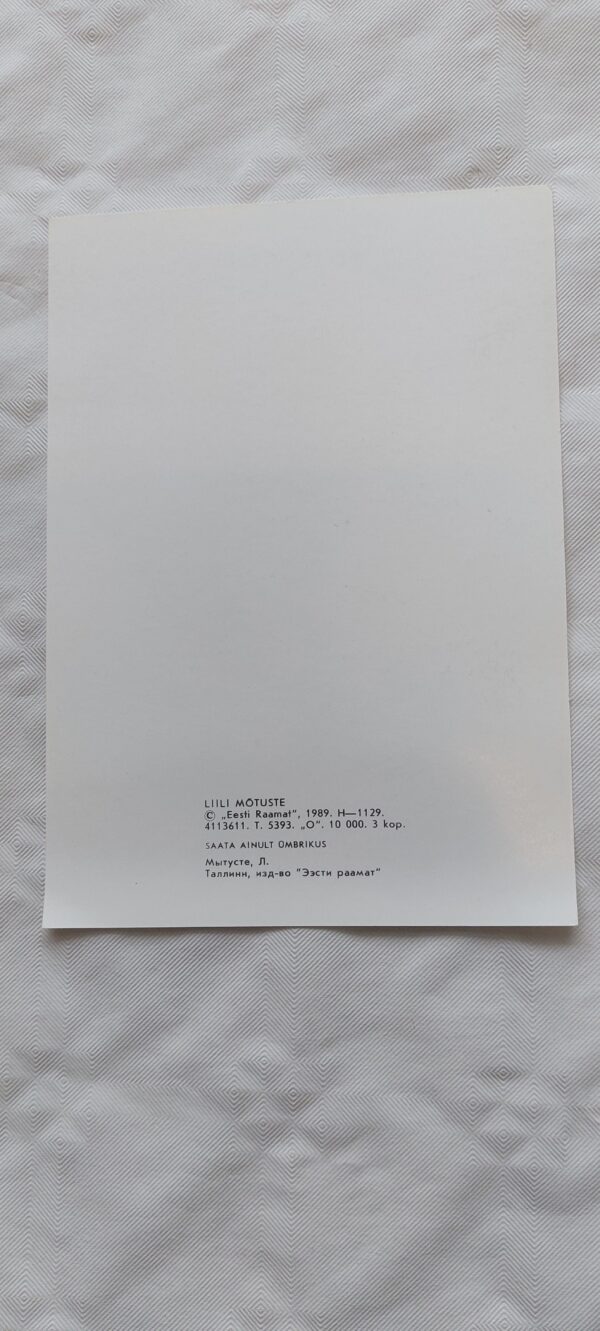 LIILI MÕTUSTE
© „Eesti Raamat", 1989. H—1129.
4113611. T. 5393. „O". 10 000. 3 kop.
SAATA AINULT ÜMBRIKUS
Мытусте, Л.
Таллинн, изд-во "Ээсти раамат"